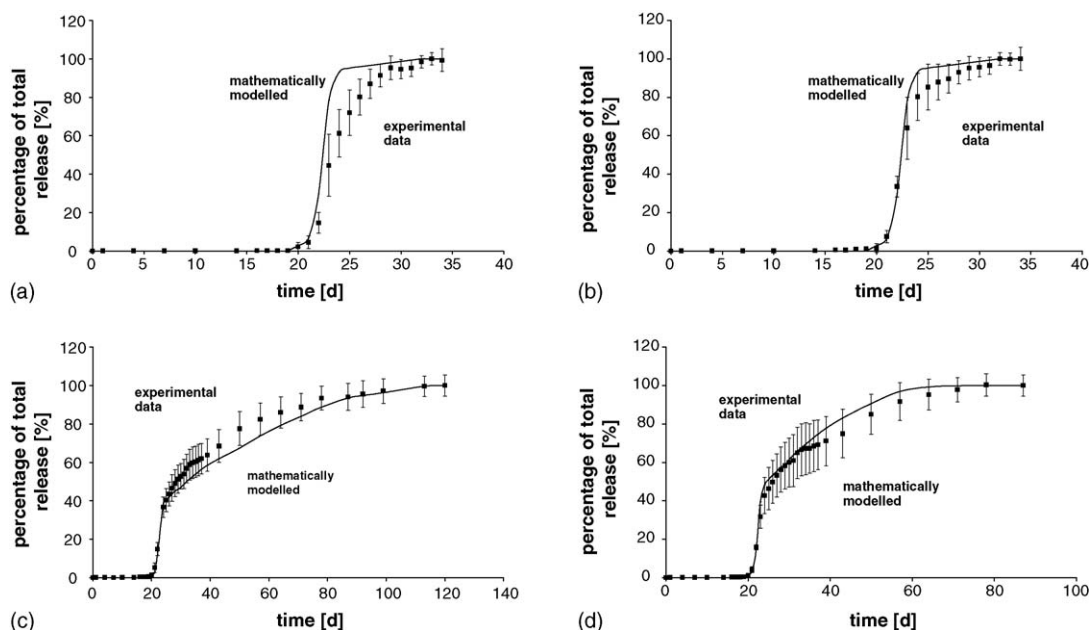 120
100
80
60
40
20
0
percentage of total
release [%]
mathematically
modelled
experimental
data
0 5 10 15 20 25 30 35 40
time [d]
(a)
120
100
80
60
40
20
0
percentage of total
release [%]
mathematically
modelled
experimental
data
0 5 10 15 20 25 30 35 40
time [d]
(b)
120
100
80
60
40
20
0
percentage of total
release [%]
experimental
data
mathematically
modelled
0 20 40 60 80 100 120 140
time [d]
(c)
120
100
80
60
40
20
0
percentage of total
release [%]
experimental
data
mathematically
modelled
0 20 40 60 80 100
time [d]
(d)